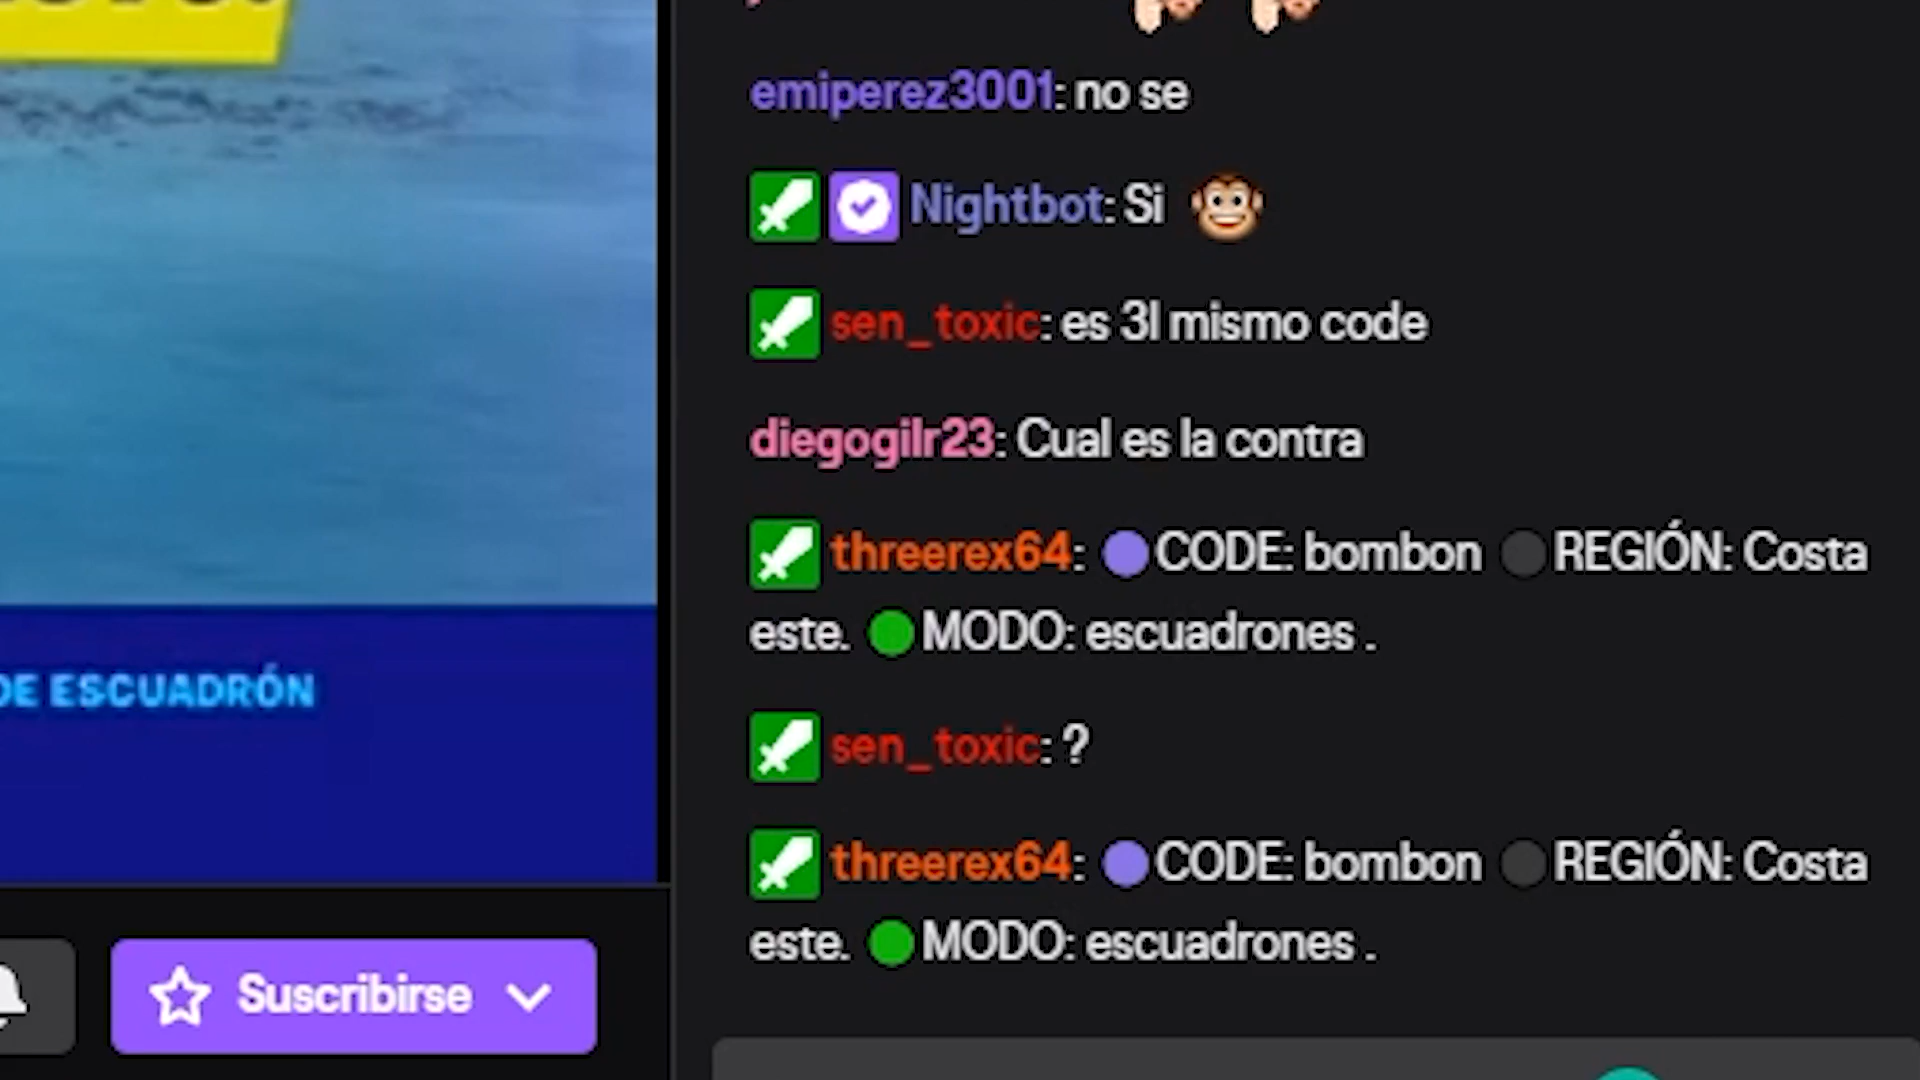 emiperez3001: no se
Nightbot: Si
sen_toxic: es 3l mismo code
diegogilr23: Cual es la contra
threerex64: CODE: bombon REGIÓN: Costa
este. MODO: escuadrones .
sen_toxic: ?
threerex64: CODE: bombon REGIÓN: Costa
este. MODO: escuadrones .
DE ESCUADRÓN
Suscribirse